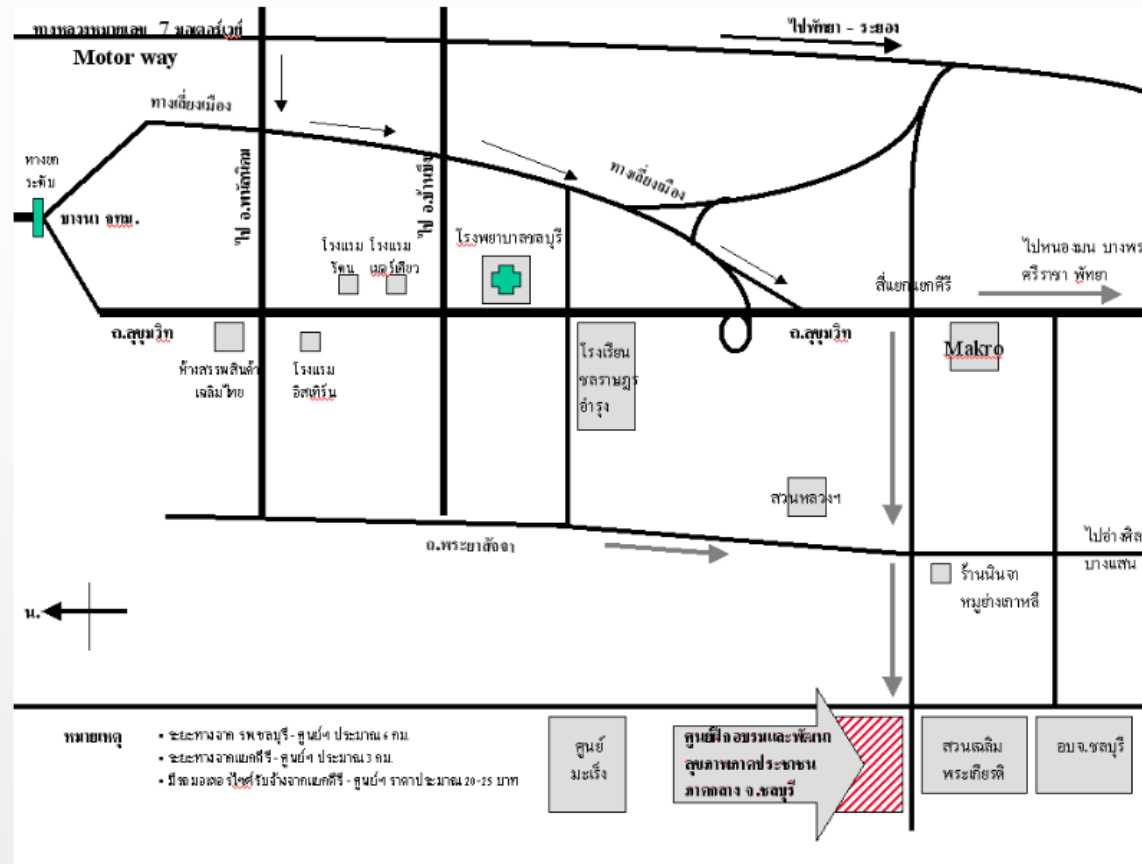 ทางหลวงหมายเลข 7 มอเตอร์เวย์
Motor way
ไปพัทยา - ระยอง
ทางเลี่ยงเมือง
ทางยก
ระดับ
บางนา กทม.
ไป อ.พนัสนิคม
ไป อ.บ้านบึง
ทางเลี่ยงเมือง
โรงแรม
รัตน
โรงแรม
เมอร์เคียว
โรงพยาบาลชลบุรี
ไปหนองมน บางพร
ศรีราชา พัทยา
สี่แยกแยกคีรี
ถ.สุขุมวิท
ถ.สุขุมวิท
ห้างสรรพสินค้า
เฉลิมไทย
โรงแรม
อิสเทิร์น
โรงเรียน
ชลราษฎร
อำรุง
Makro
สวนหลวงฯ
ถ.พระยาสัจจา
ไปอ่างศิล
บางแสน
ร้านนินจา
หมูย่างเกาหลี
น.
หมายเหตุ
• ระยะทางจาก รพ.ชลบุรี - ศูนย์ฯ ประมาณ 6 กม.
• ระยะทางจากแยกคีรี - ศูนย์ฯ ประมาณ 3 กม.
• มีรถมอเตอร์ไซค์รับจ้างจากแยกคีรี - ศูนย์ฯ ราคาประมาณ 20-25 บาท
ศูนย์
มะเร็ง
ศูนย์ฝึกอบรมและพัฒนา
สุขภาพภาคประชาชน
ภาคกลาง จ.ชลบุรี
สวนเฉลิม
พระเกียรติ
อบจ.ชลบุรี